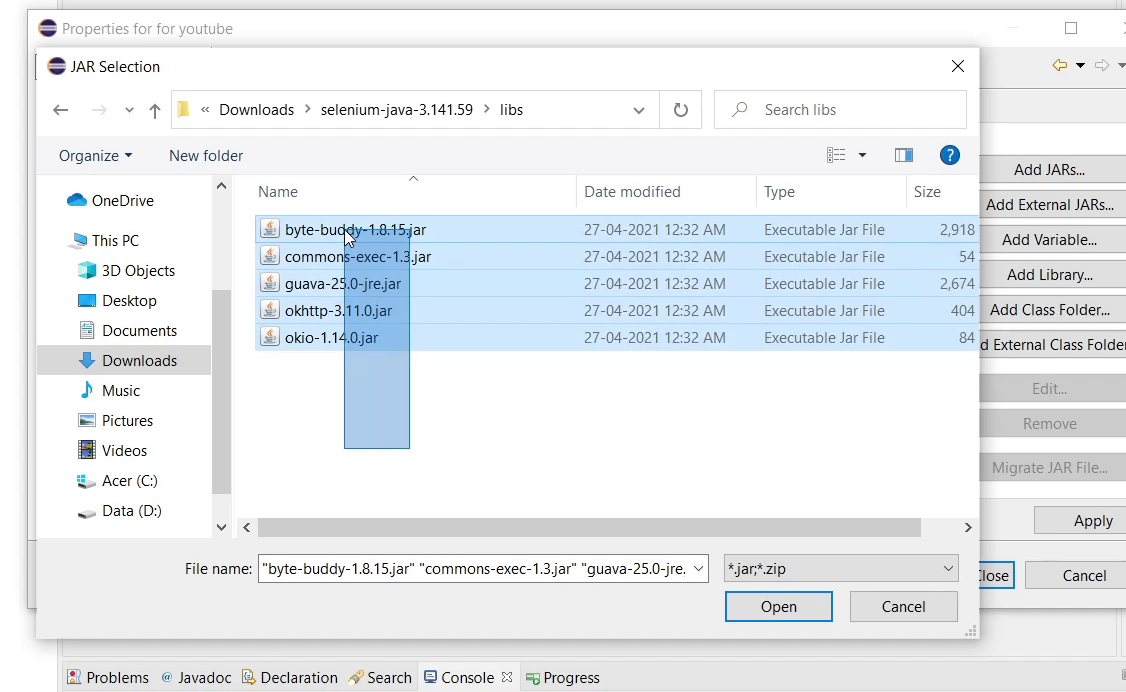 Properties for for youtube
JAR Selection
« Downloads > selenium-java-3.141.59 > libs
Search libs
Organize
New folder
OneDrive
This PC
3D Objects
Desktop
Documents
Downloads
Music
Pictures
Videos
Acer (C:)
Data (D:)
Name Date modified Type Size
byte-buddy-1.8.15.jar 27-04-2021 12:32 AM Executable Jar File 2,918
commons-exec-1.3.jar 27-04-2021 12:32 AM Executable Jar File 54
guava-25.0-jre.jar 27-04-2021 12:32 AM Executable Jar File 2,674
okhttp-3.11.0.jar 27-04-2021 12:32 AM Executable Jar File 404
okio-1.14.0.jar 27-04-2021 12:32 AM Executable Jar File 84
File name: "byte-buddy-1.8.15.jar" "commons-exec-1.3.jar" "guava-25.0-jre.
*.jar;*.zip
Open
Cancel
Add JARs...
Add External JARs...
Add Variable...
Add Library...
Add Class Folder...
d External Class Folder
Edit...
Remove
Migrate JAR File...
Apply
lose
Cancel
Problems @ Javadoc Declaration Search Console Progress